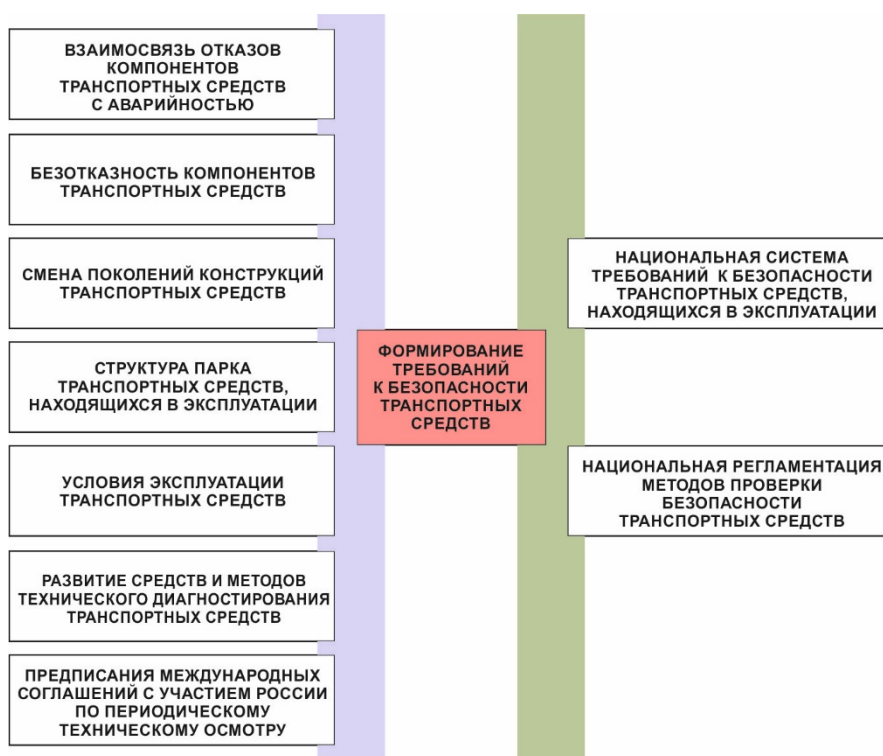 ВЗАИМОСВЯЗЬ ОТКАЗОВ
КОМПОНЕНТОВ
ТРАНСПОРТНЫХ СРЕДСТВ
С АВАРИЙНОСТЬЮ
БЕЗОТКАЗНОСТЬ КОМПОНЕНТОВ
ТРАНСПОРТНЫХ СРЕДСТВ
СМЕНА ПОКОЛЕНИЙ КОНСТРУКЦИЙ
ТРАНСПОРТНЫХ СРЕДСТВ
СТРУКТУРА ПАРКА
ТРАНСПОРТНЫХ СРЕДСТВ,
НАХОДЯЩИХСЯ В ЭКСПЛУАТАЦИИ
УСЛОВИЯ ЭКСПЛУАТАЦИИ
ТРАНСПОРТНЫХ СРЕДСТВ
РАЗВИТИЕ СРЕДСТВ И МЕТОДОВ
ТЕХНИЧЕСКОГО ДИАГНОСТИРОВАНИЯ
ТРАНСПОРТНЫХ СРЕДСТВ
ПРЕДПИСАНИЯ МЕЖДУНАРОДНЫХ
СОГЛАШЕНИЙ С УЧАСТИЕМ РОССИИ
ПО ПЕРИОДИЧЕСКОМУ
ТЕХНИЧЕСКОМУ ОСМОТРУ
ФОРМИРОВАНИЕ
ТРЕБОВАНИЙ
К БЕЗОПАСНОСТИ
ТРАНСПОРТНЫХ
СРЕДСТВ
НАЦИОНАЛЬНАЯ СИСТЕМА
ТРЕБОВАНИЙ К БЕЗОПАСНОСТИ
ТРАНСПОРТНЫХ СРЕДСТВ,
НАХОДЯЩИХСЯ В ЭКСПЛУАТАЦИИ
НАЦИОНАЛЬНАЯ РЕГЛАМЕНТАЦИЯ
МЕТОДОВ ПРОВЕРКИ
БЕЗОПАСНОСТИ
ТРАНСПОРТНЫХ СРЕДСТВ